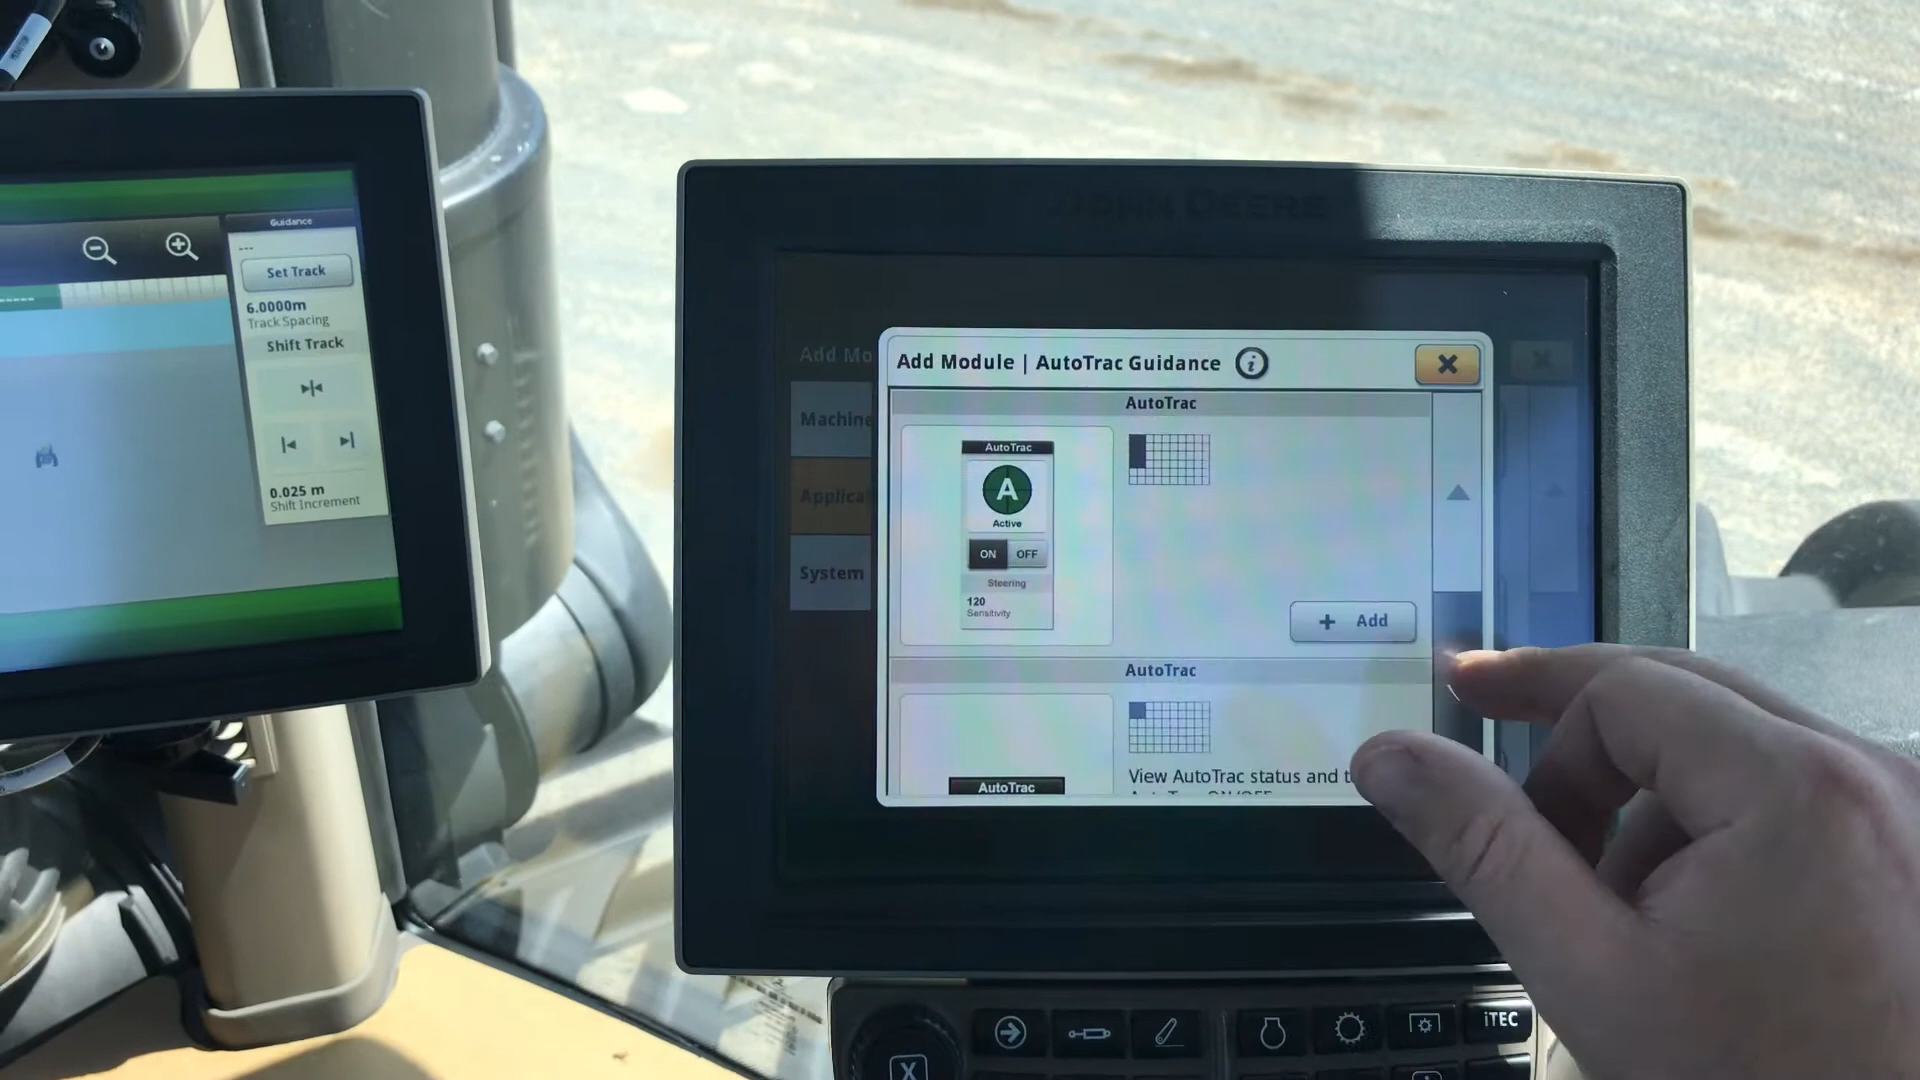 Guidance
---
Set Track
6.0000m
Track Spacing
Shift Track
0.025 m
Shift Increment
JOHN DEERE
Add Mo
Machine
Applica
System
Add Module | AutoTrac Guidance
AutoTrac
AutoTrac
A
Active
ON OFF
Steering
120
Sensitivity
+ Add
AutoTrac
AutoTrac
View AutoTrac status and t
iTEC
X